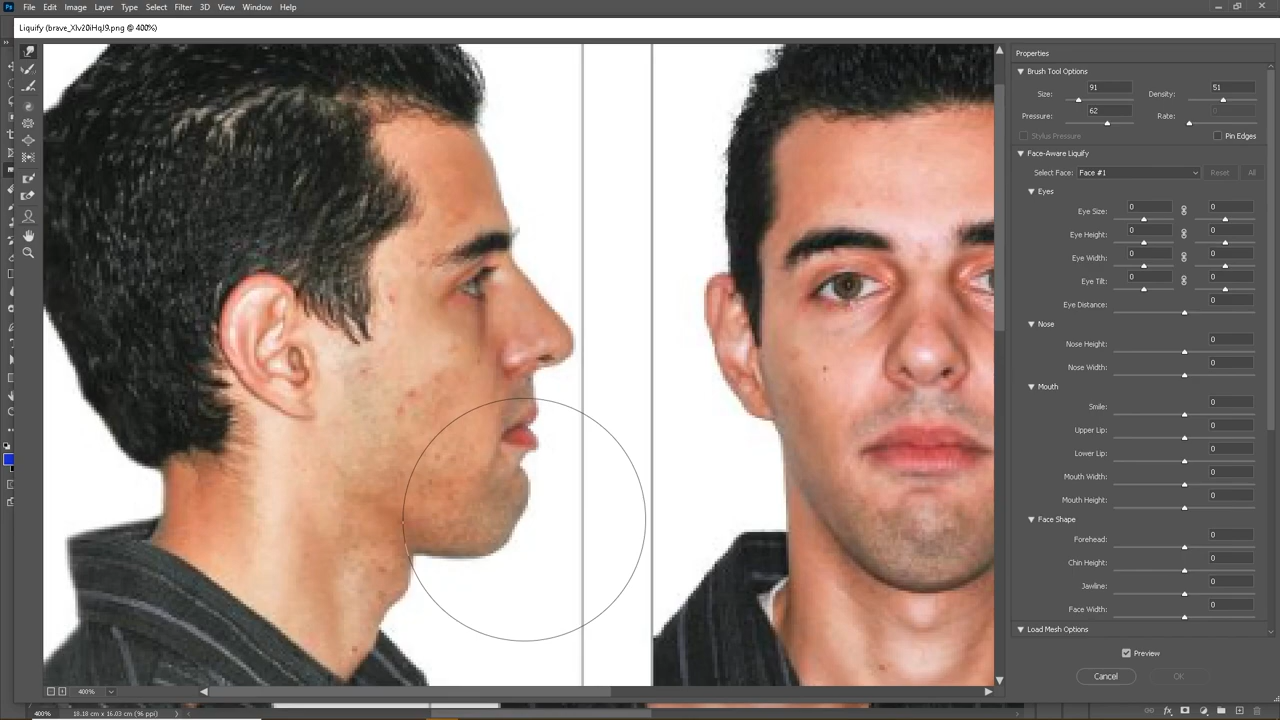 Ps File Edit Image Layer Type Select Filter 3D View Window Help
Liquify (brave_Xlv20iHqJ9.png @ 400%)
Properties
Brush Tool Options
Size: 91 Density: 51
Pressure: 62 Rate: 0
Stylus Pressure Pin Edges
Face-Aware Liquify
Select Face: Face #1 Reset All
Eyes
Eye Size: 0 0
Eye Height: 0 0
Eye Width: 0 0
Eye Tilt: 0 0
Eye Distance: 0
Nose
Nose Height: 0
Nose Width: 0
Mouth
Smile: 0
Upper Lip: 0
Lower Lip: 0
Mouth Width: 0
Mouth Height: 0
Face Shape
Forehead: 0
Chin Height: 0
Jawline: 0
Face Width: 0
Load Mesh Options
Preview
Cancel OK
400%
400% 18.18 cm x 16.03 cm (96 ppi)